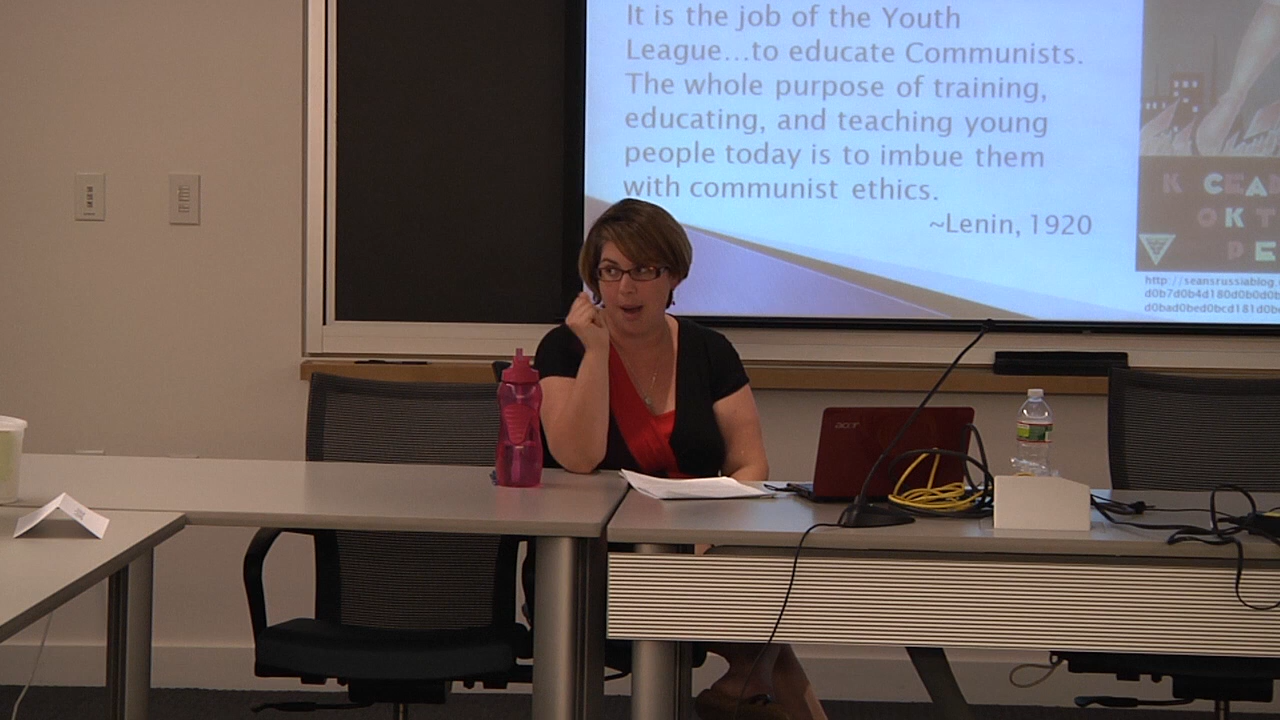 It is the job of the Youth
League...to educate Communists.
The whole purpose of training,
educating, and teaching young
people today is to imbue them
with communist ethics.
~Lenin, 1920
http://seansrussiablog.
acer